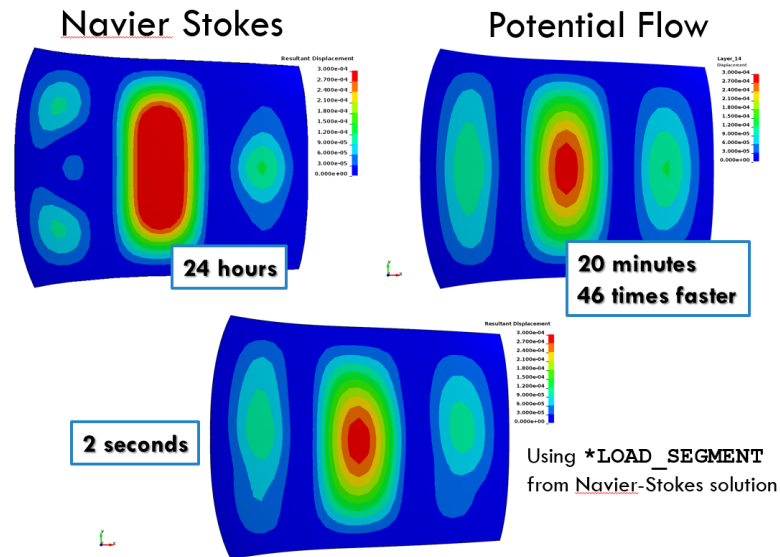 Navier Stokes
Potential Flow
Resultant Displacement
3.000e-04
2.700e-04
2.400e-04
2.100e-04
1.800e-04
1.500e-04
1.200e-04
9.000e-05
6.000e-05
3.000e-05
0.000e+00
Layer_14
Displacement
3.000e-04
2.700e-04
2.400e-04
2.100e-04
1.800e-04
1.500e-04
1.200e-04
9.000e-05
6.000e-05
3.000e-05
0.000e+00
24 hours
20 minutes
46 times faster
Resultant Displacement
3.000e-04
2.700e-04
2.400e-04
2.100e-04
1.800e-04
1.500e-04
1.200e-04
9.000e-05
6.000e-05
3.000e-05
0.000e+00
2 seconds
Using *LOAD_SEGMENT
from Navier-Stokes solution